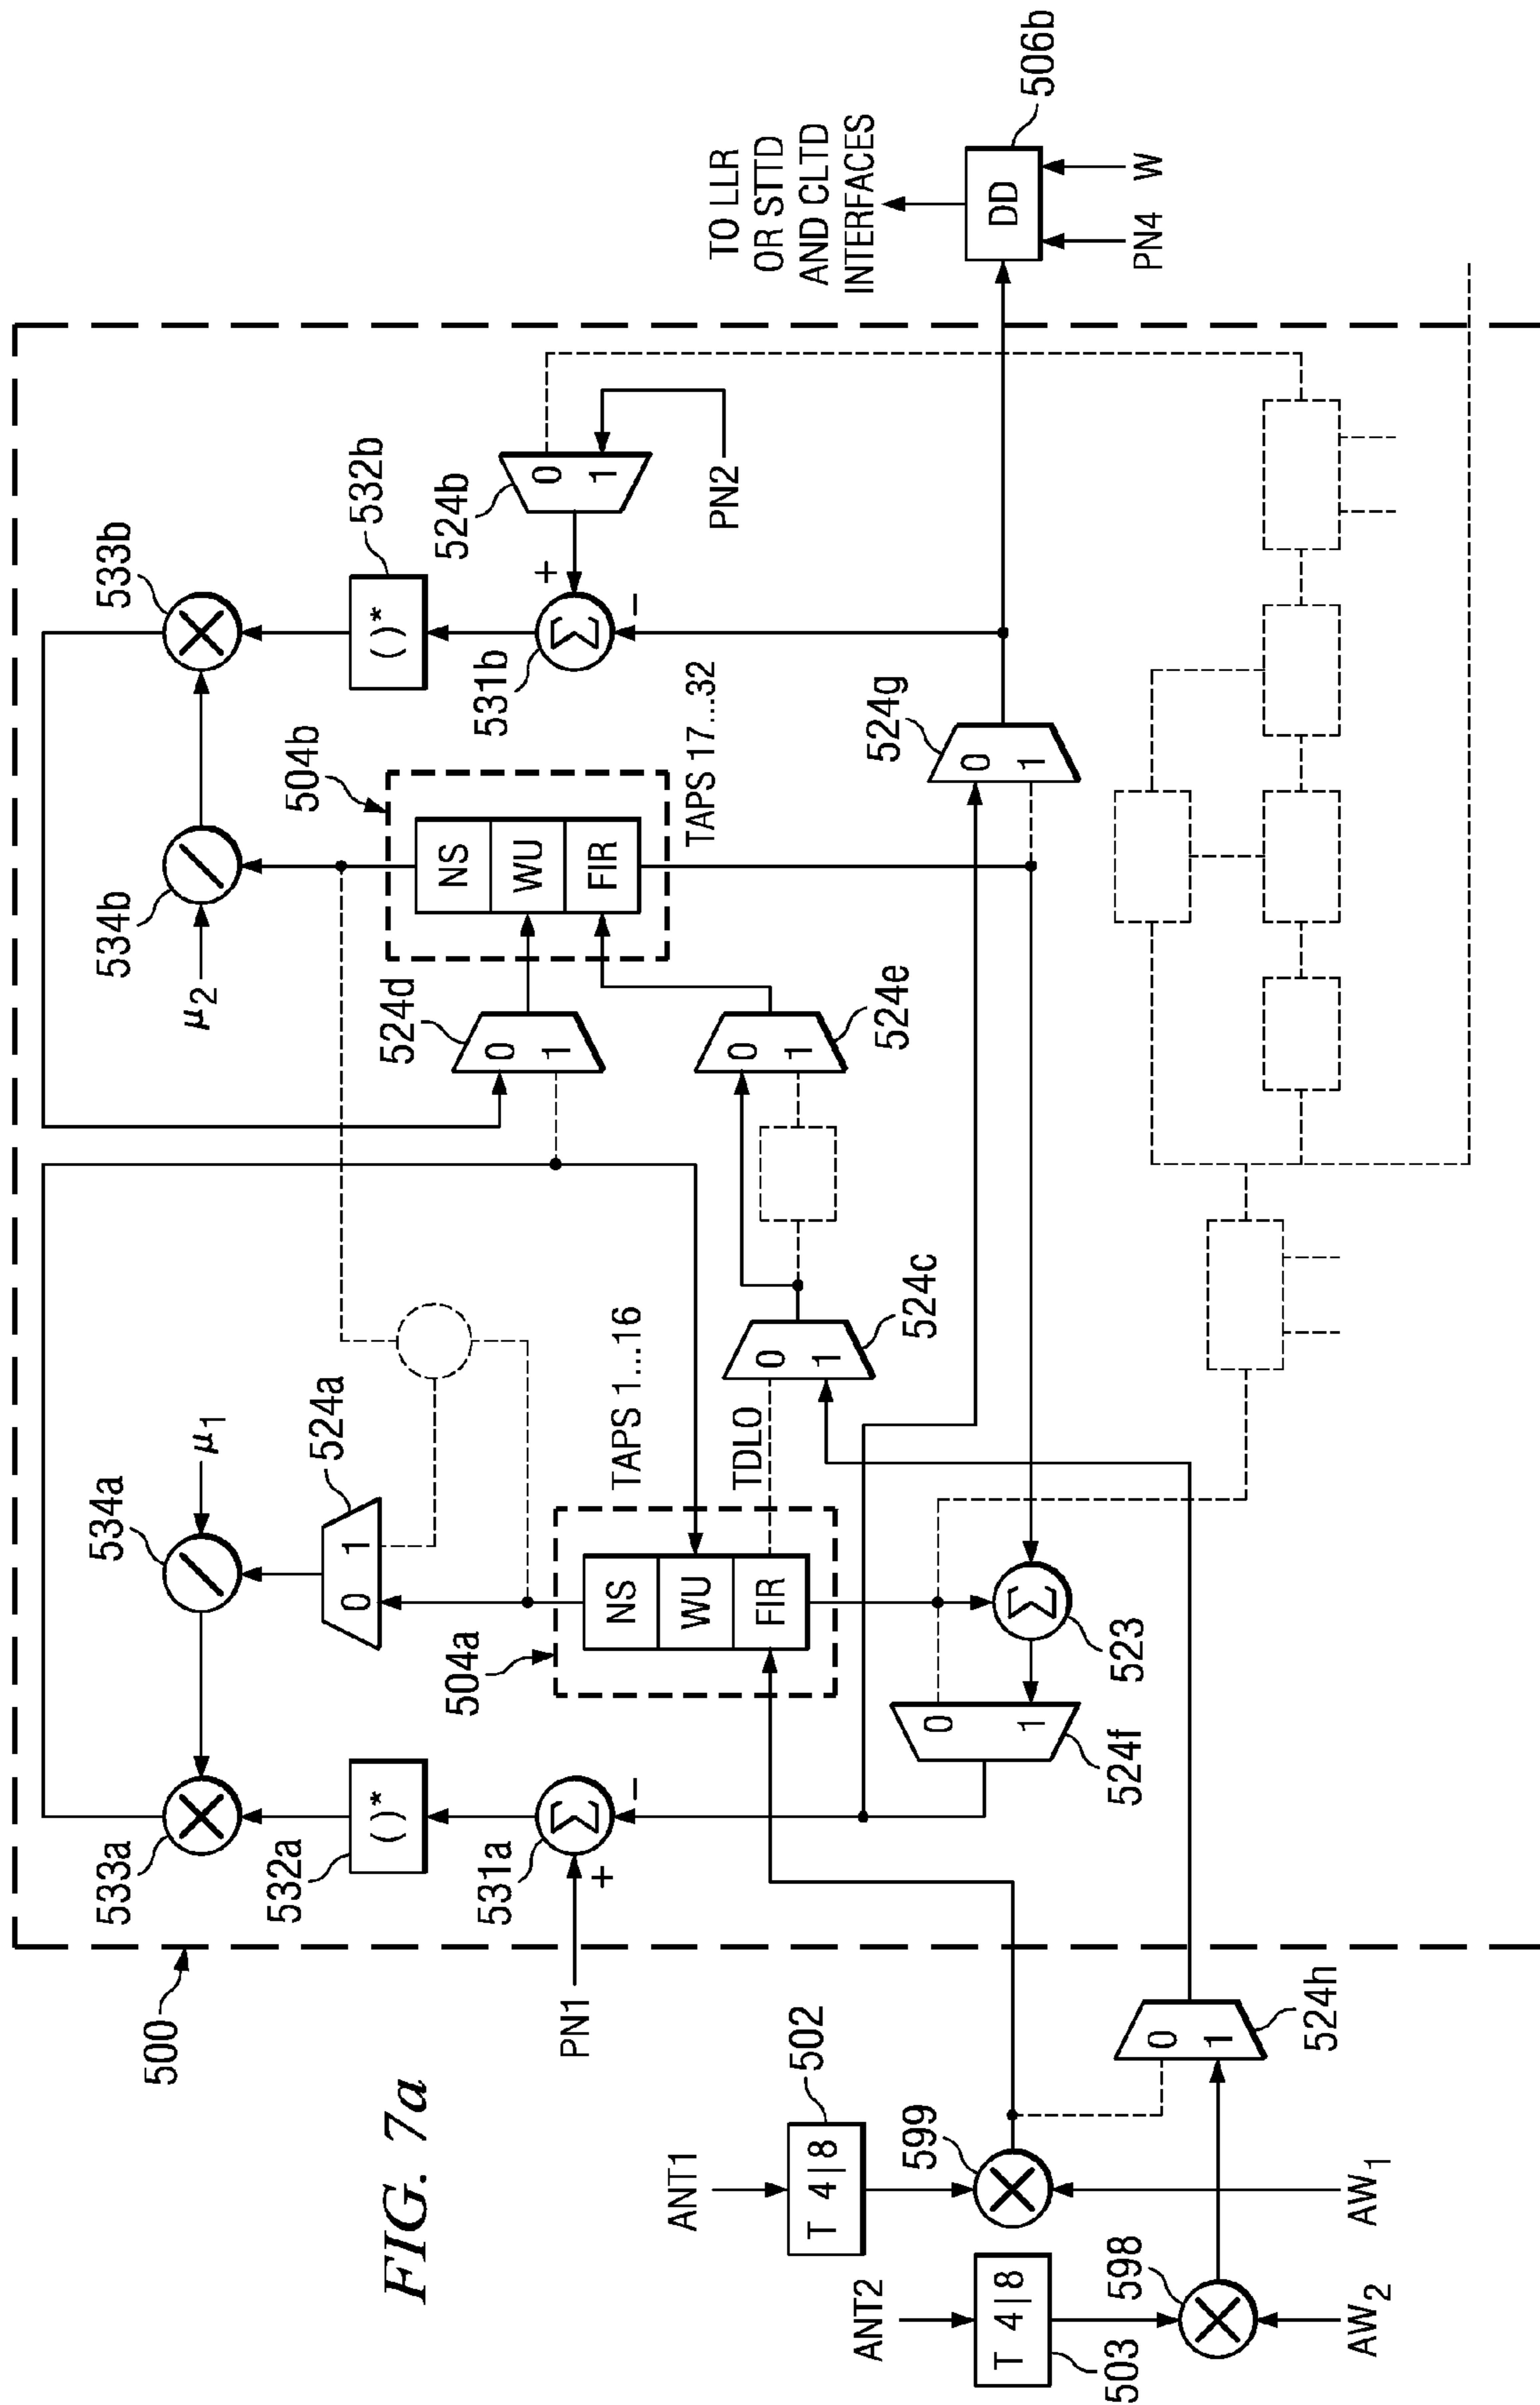 FIG. 7a
500
533a
534a
μ1
534b
μ2
533b
532a
( )*
524a
0
1
532b
( )*
531a
Σ
+
−
PN1
504a
NS
WU
FIR
TAPS 1...16
TDLO
524d
0
1
504b
NS
WU
FIR
TAPS 17...32
524b
0
1
531b
Σ
+
−
PN2
524c
0
1
524e
0
1
524f
0
1
523
Σ
524g
0
1
TO LLR
OR STTD
AND CLTD
INTERFACES
DD
506b
PN4
W
ANT1
T 4|8
502
599
ANT2
T 4|8
503
598
AW1
AW2
524h
0
1